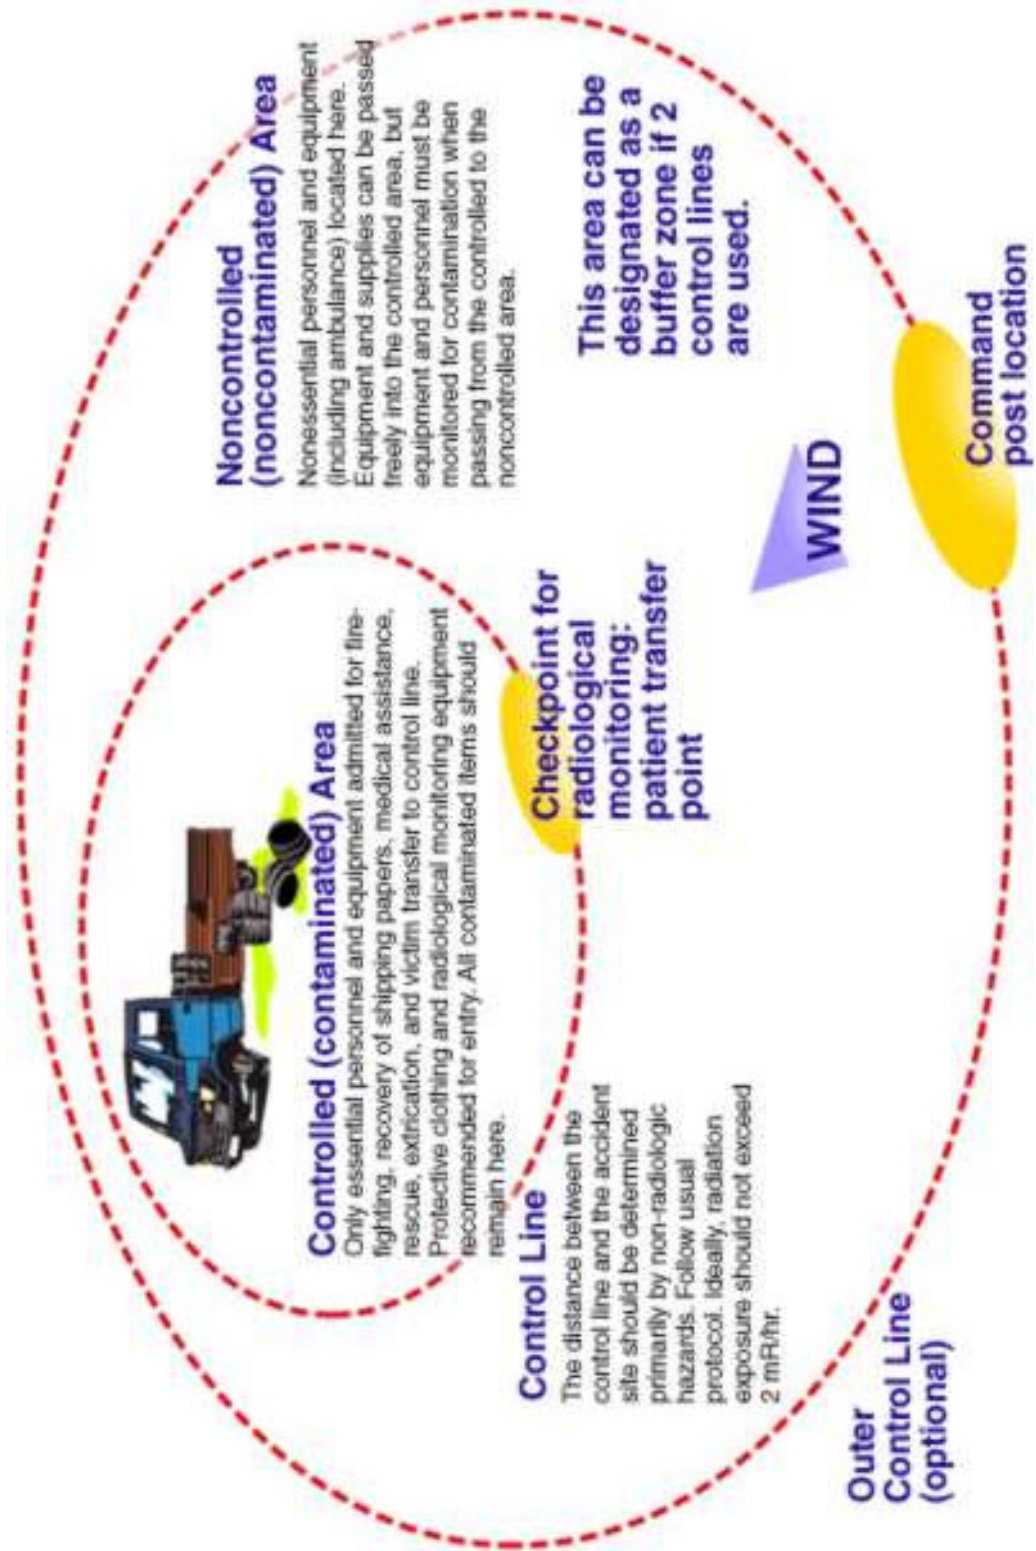 Noncontrolled
(noncontaminated) Area
Nonessential personnel and equipment
(including ambulance) located here.
Equipment and supplies can be passed
freely into the controlled area, but
equipment and personnel must be
monitored for contamination when
passing from the controlled to the
noncontrolled area.
Controlled (contaminated) Area
Only essential personnel and equipment admitted for fire-
fighting, recovery of shipping papers, medical assistance,
rescue, extrication, and victim transfer to control line.
Protective clothing and radiological monitoring equipment
recommended for entry. All contaminated items should
remain here.
Control Line
The distance between the
control line and the accident
site should be determined
primarily by non-radiologic
hazards. Follow usual
protocol. Ideally, radiation
exposure should not exceed
2 mR/hr.
Checkpoint for
radiological
monitoring:
patient transfer
point
This area can be
designated as a
buffer zone if 2
control lines
are used.
WIND
Outer
Control Line
(optional)
Command
post location